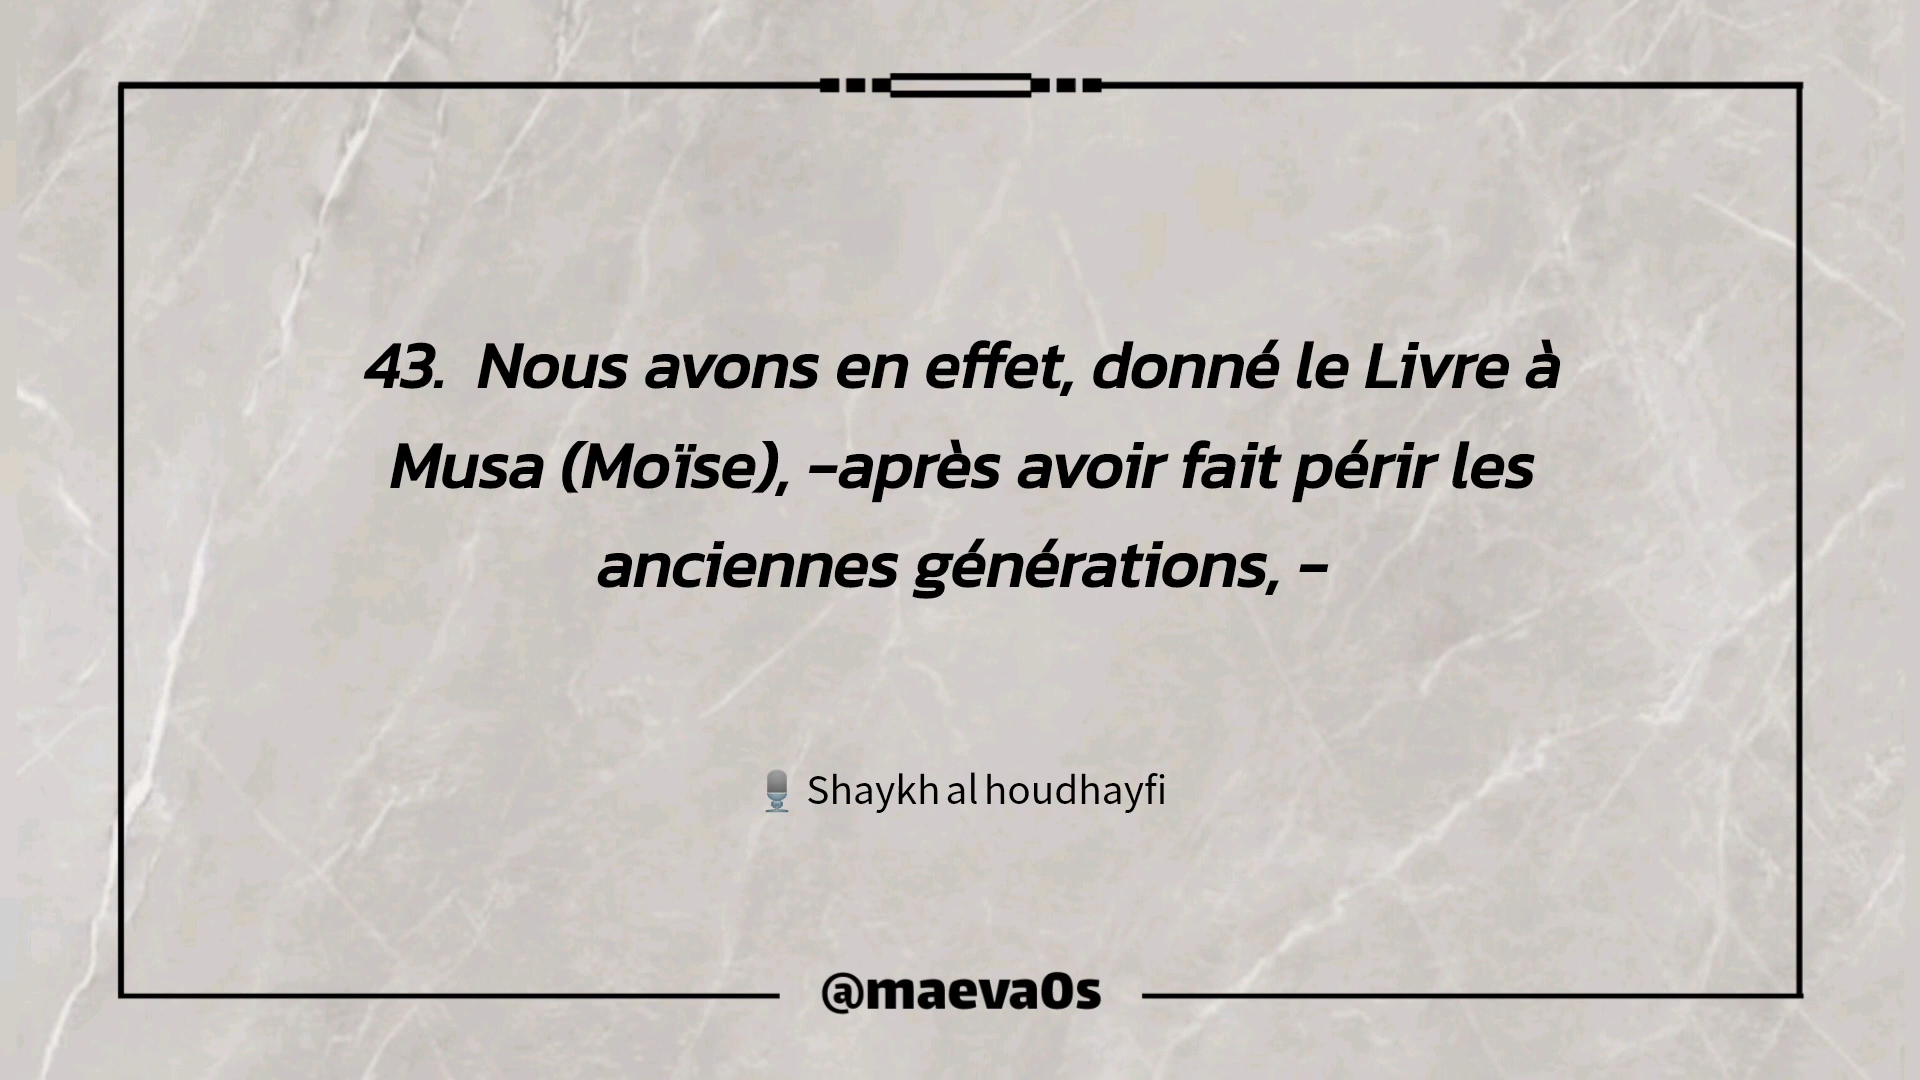 43. Nous avons en effet, donné le Livre à
Musa (Moïse), -après avoir fait périr les
anciennes générations, -
🎙️ Shaykh al houdhayfi
@maeva0s